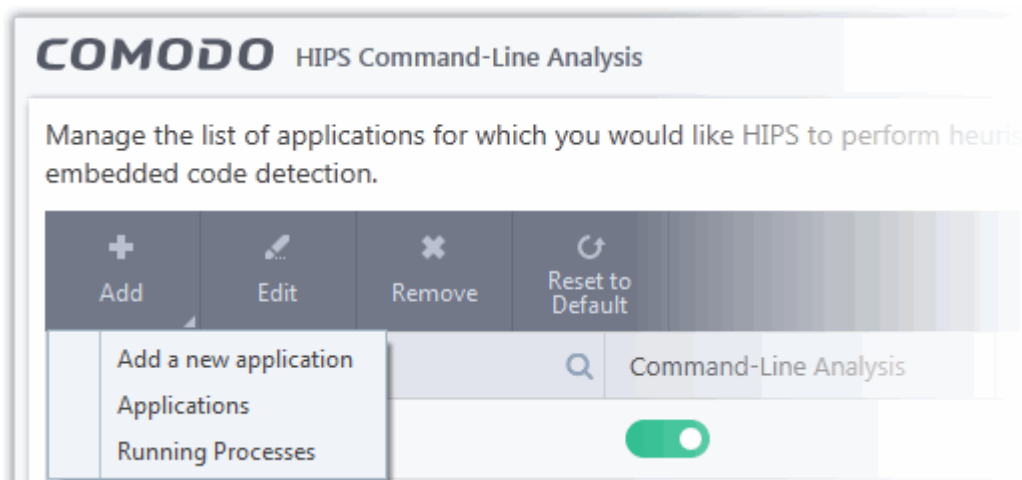 COMODO HIPS Command-Line Analysis
Manage the list of applications for which you would like HIPS to perform heuris
embedded code detection.
Add Edit Remove Reset to Default
Add a new application
Command-Line Analysis
Applications
Running Processes